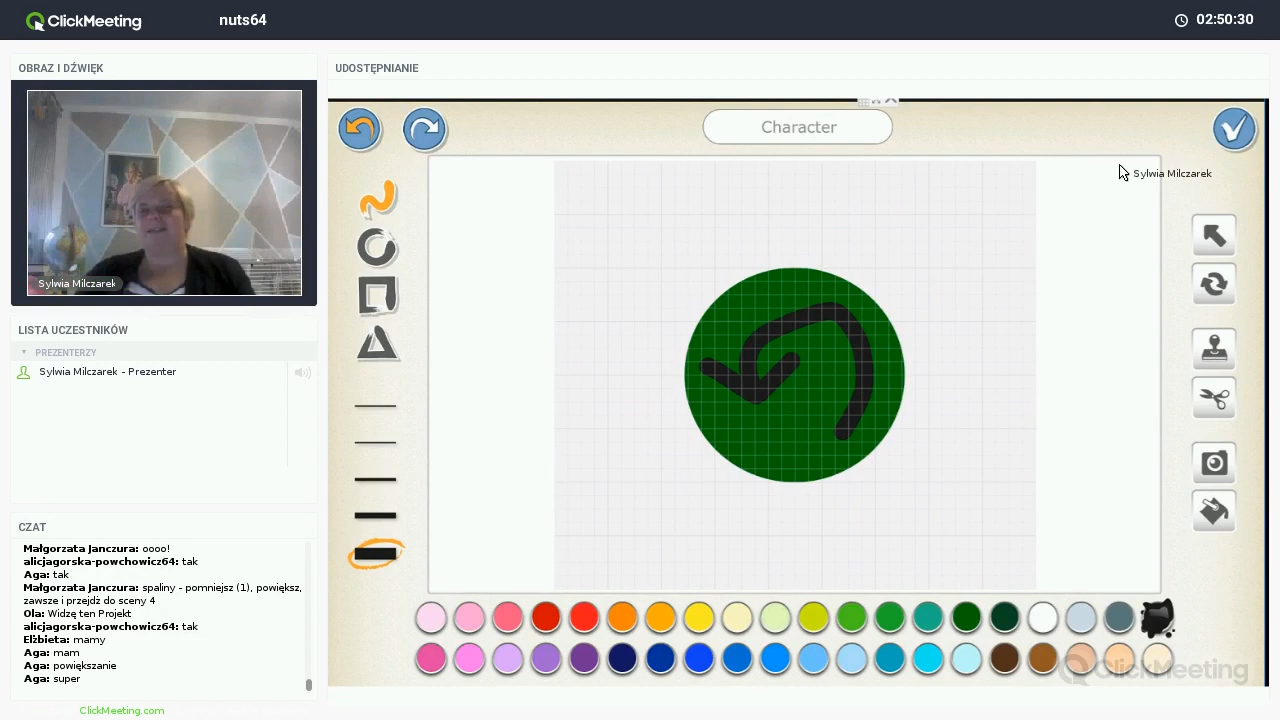 ClickMeeting
nuts64
02:50:30
OBRAZ I DŹWIĘK
Sylwia Milczarek
UDOSTĘPNIANIE
Character
Sylwia Milczarek
LISTA UCZESTNIKÓW
PREZENTERZY
Sylwia Milczarek - Prezenter
CZAT
Małgorzata Janczura: oooo!
alicjagorska-powchowicz64: tak
Aga: tak
Małgorzata Janczura: spaliny - pomniejsz (1), powiększ,
zawsze i przejdź do sceny 4
Ola: Widzę ten Projekt
alicjagorska-powchowicz64: tak
Elżbieta: mamy
Aga: mam
Aga: powiększanie
Aga: super
ClickMeeting.com
ClickMeeting